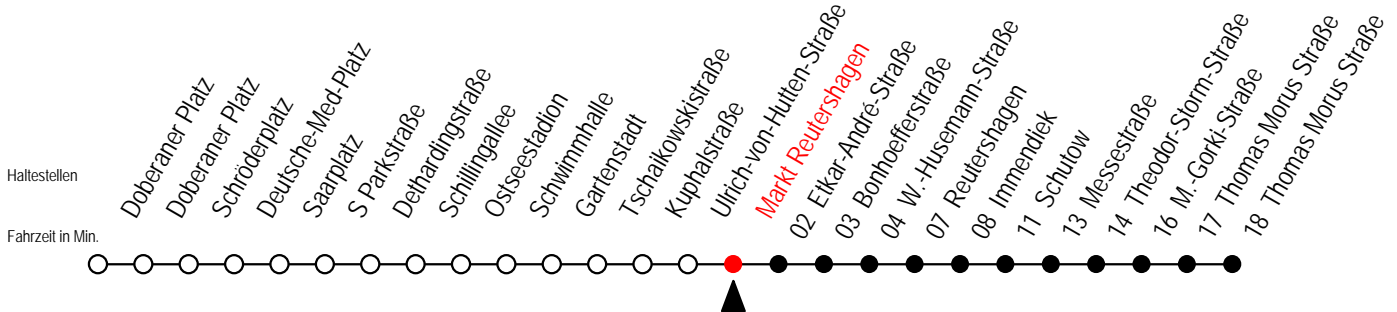 Haltestellen
Fahrzeit in Min.
Doberaner Platz
Doberaner Platz
Schröderplatz
Deutsche-Med-Platz
Saarplatz
S Parkstraße
Dethardingstraße
Schillingallee
Ostseestadion
Schwimmhalle
Gartenstadt
Tschaikowskistraße
Kuphalstraße
Ulrich-von-Hutten-Straße
Markt Reutershagen
02 Etkar-André-Straße
03 Bonhoefferstraße
04 W.-Husemann-Straße
07 Reutershagen
08 Immendiek
11 Schutow
13 Messestraße
14 Theodor-Storm-Straße
16 M.-Gorki-Straße
17 Thomas Morus Straße
18 Thomas Morus Straße